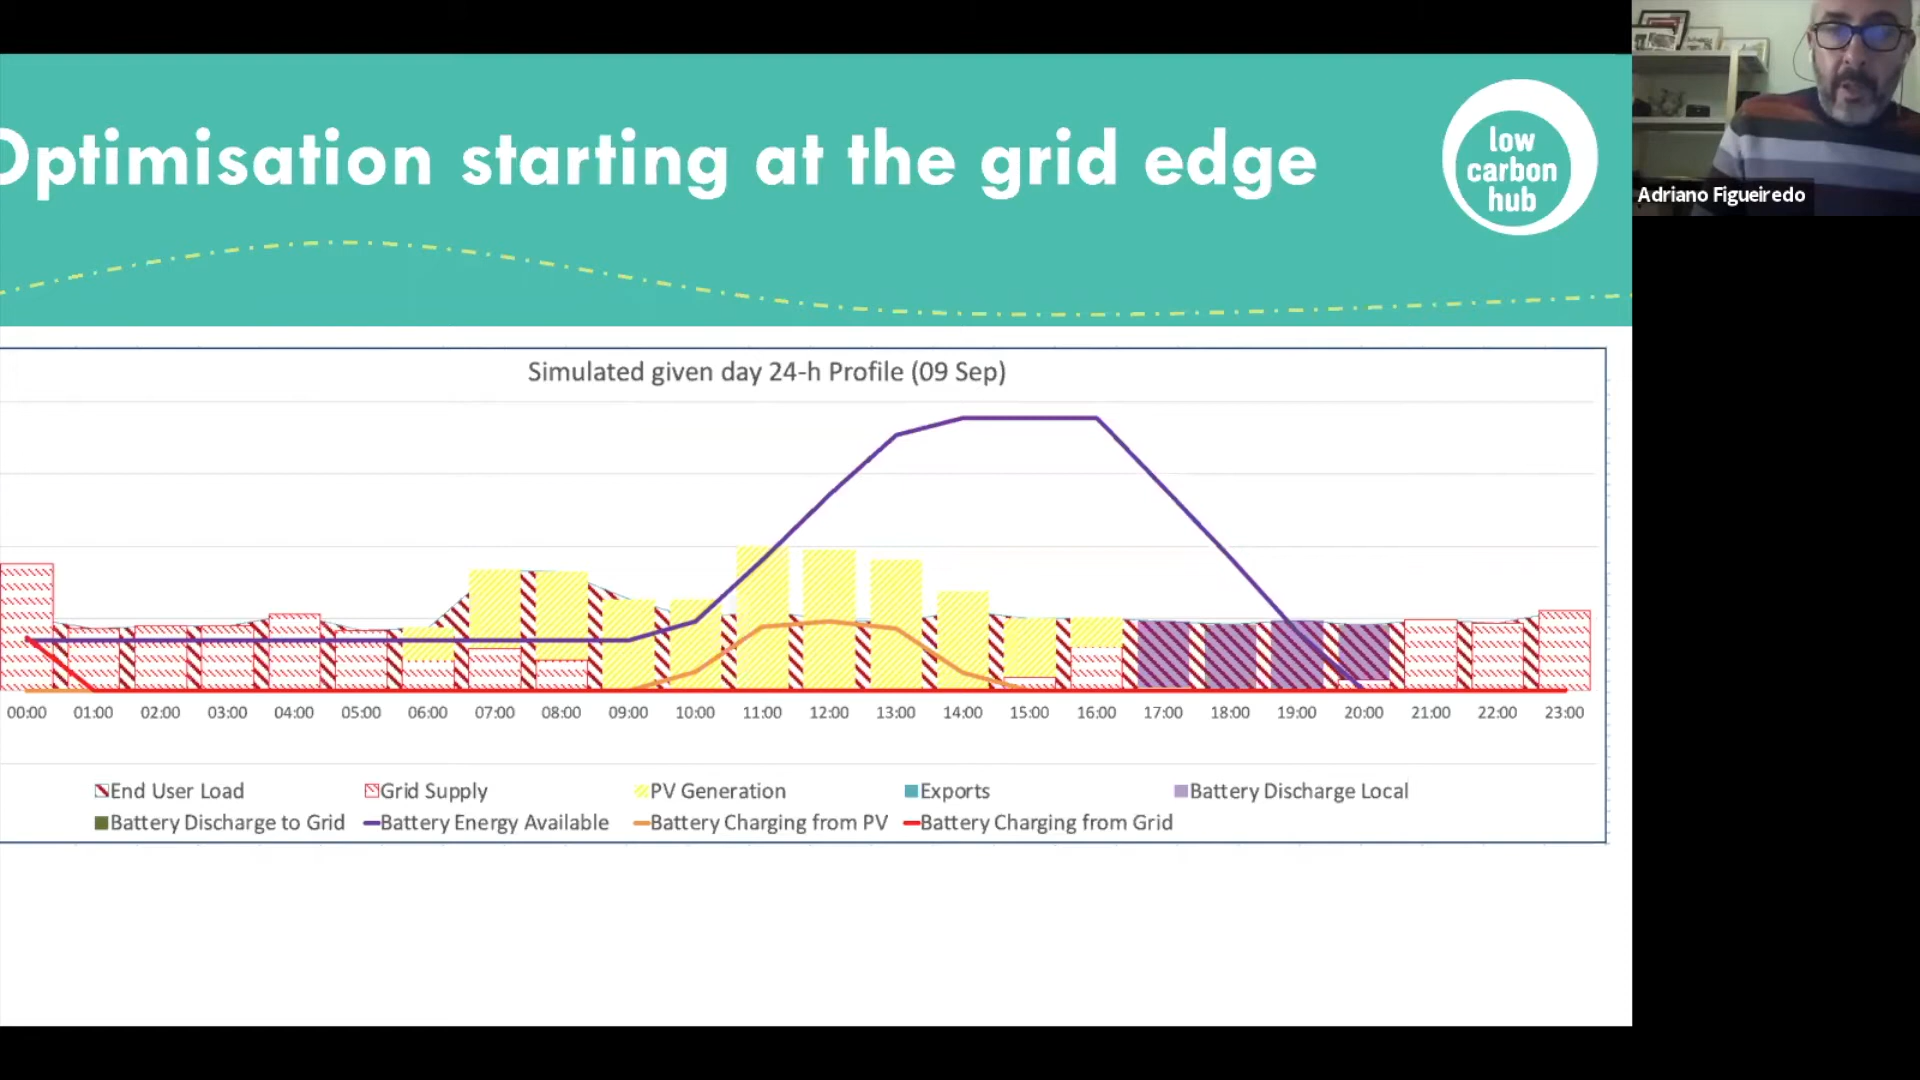 Optimisation starting at the grid edge
low
carbon
hub
Adriano Figueiredo
Simulated given day 24-h Profile (09 Sep)
00:00 01:00 02:00 03:00 04:00 05:00 06:00 07:00 08:00 09:00 10:00 11:00 12:00 13:00 14:00 15:00 16:00 17:00 18:00 19:00 20:00 21:00 22:00 23:00
End User Load Grid Supply PV Generation Exports Battery Discharge Local
Battery Discharge to Grid Battery Energy Available Battery Charging from PV Battery Charging from Grid